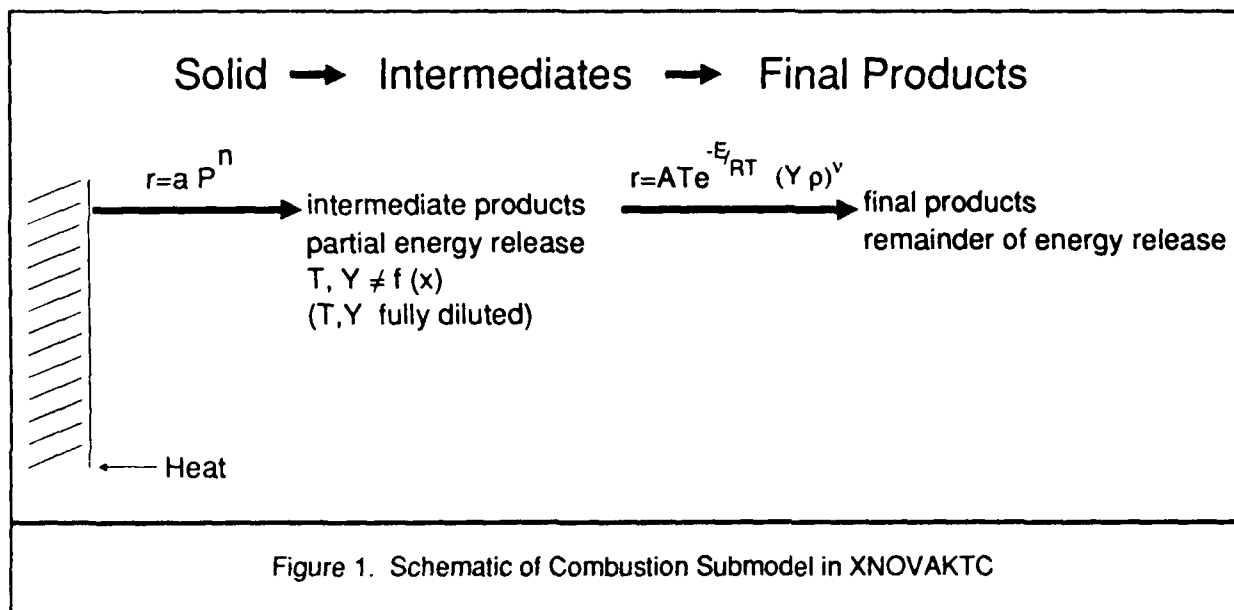 Solid → Intermediates → Final Products
r=a P^n
r=ATe^-E/RT (Y ρ)^ν
intermediate products
partial energy release
T, Y ≠ f (x)
(T,Y fully diluted)
final products
remainder of energy release
Heat
Figure 1. Schematic of Combustion Submodel in XNOVAKTC